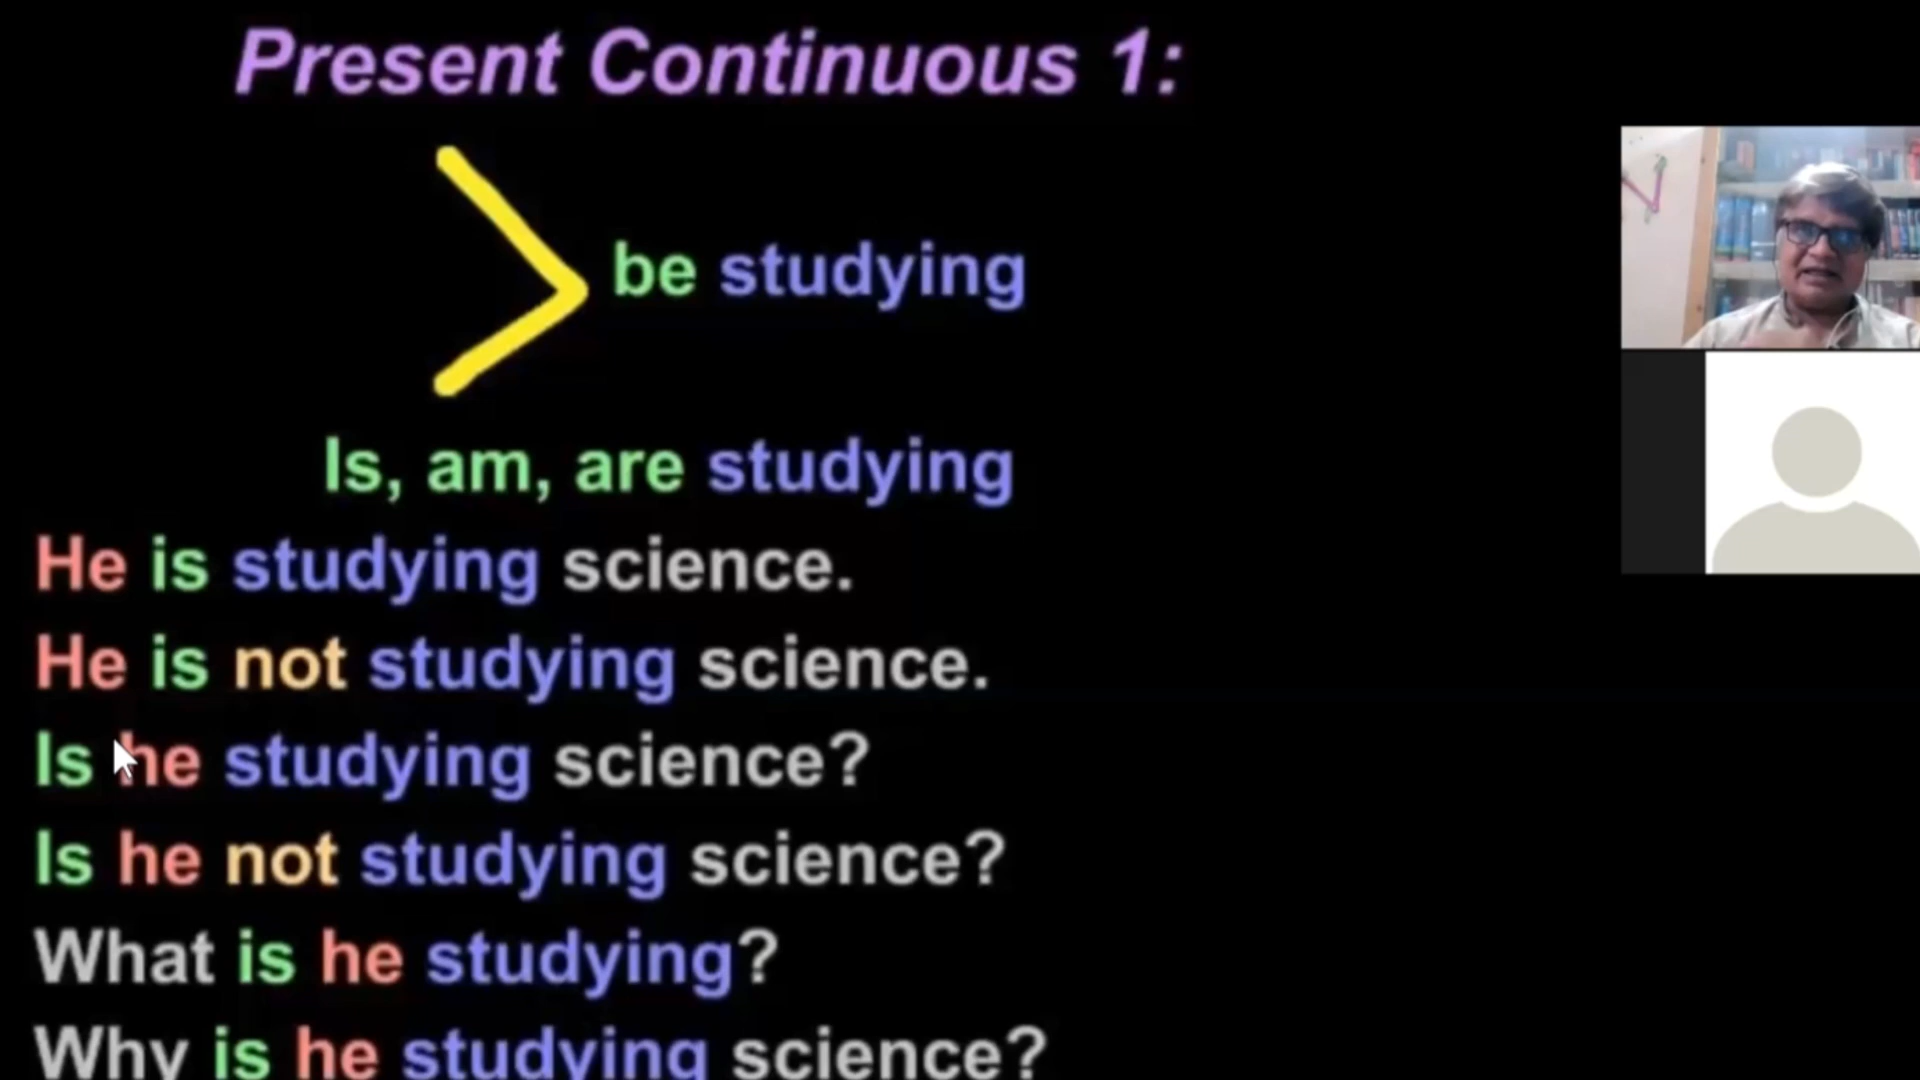 Present Continuous 1:
be studying
Is, am, are studying
He is studying science.
He is not studying science.
Is he studying science?
Is he not studying science?
What is he studying?
Why is he studying science?